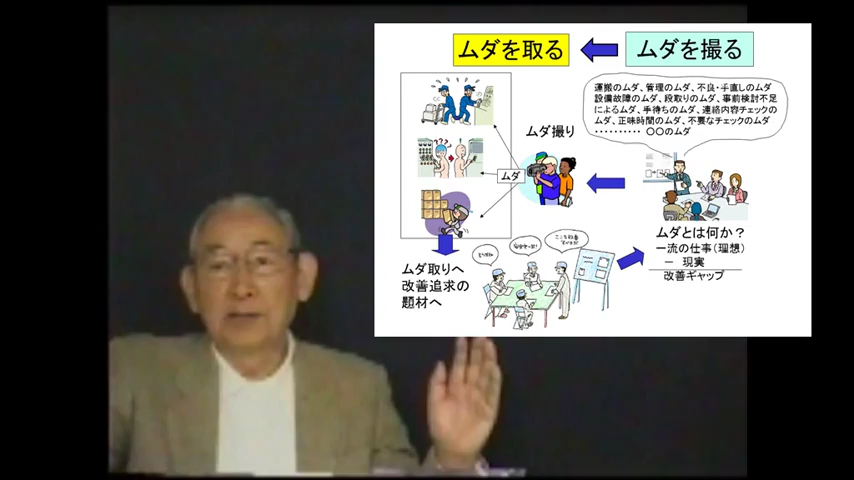 ムダを取る
ムダを撮る
運搬のムダ、管理のムダ、不良・手直しのムダ
設備故障のムダ、段取りのムダ、事前検討不足
によるムダ、手待ちのムダ、連絡内容チェックの
ムダ、正味時間のムダ、不要なチェックのムダ
・・・・・・・・・・ 〇〇のムダ
ムダ撮り
ムダ
ムダとは何か?
一流の仕事(理想)
－ 現実
改善ギャップ
ムダ取りへ
改善追求の
題材へ